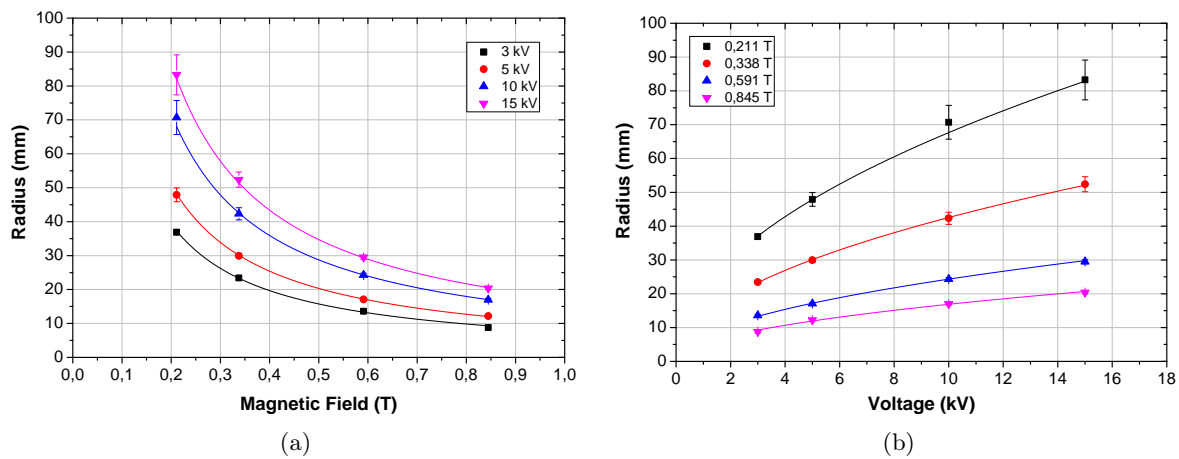 100
90
80
70
60
50
40
30
20
10
0
Radius (mm)
3 kV
5 kV
10 kV
15 kV
0,0 0,1 0,2 0,3 0,4 0,5 0,6 0,7 0,8 0,9 1,0
Magnetic Field (T)
(a)
100
90
80
70
60
50
40
30
20
10
0
Radius (mm)
0,211 T
0,338 T
0,591 T
0,845 T
0 2 4 6 8 10 12 14 16 18
Voltage (kV)
(b)